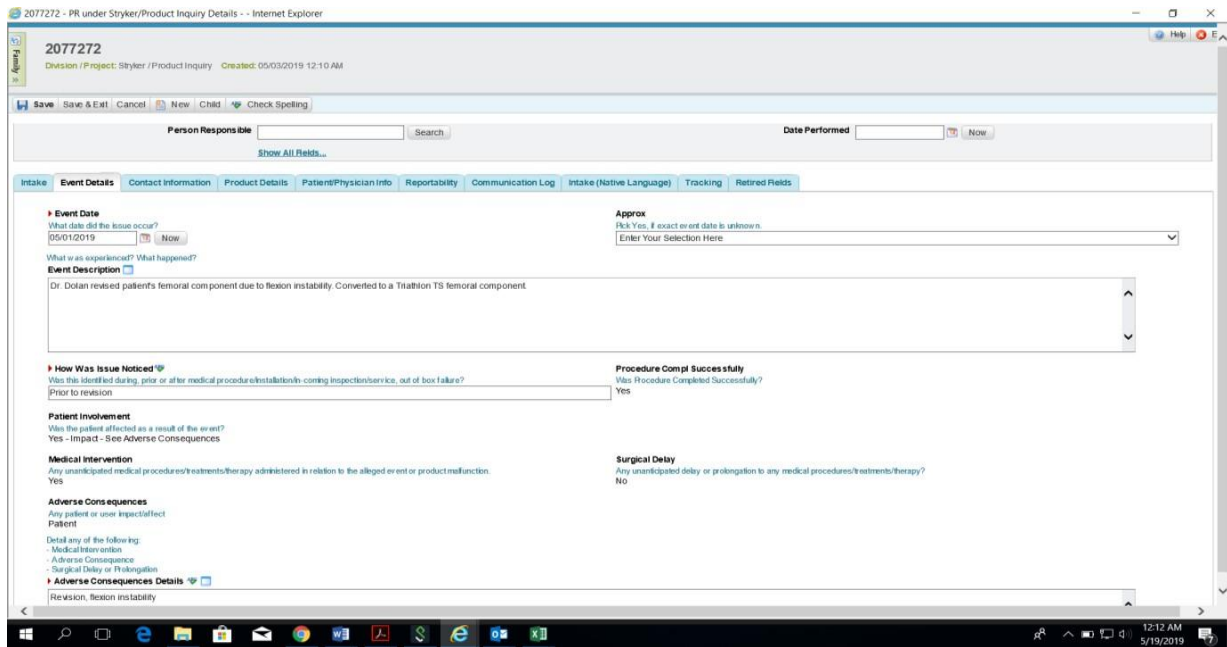 2077272 - PR under Stryker/Product Inquiry Details - - Internet Explorer
Help
E
Family
2077272
Division / Project: Stryker / Product Inquiry Created: 05/03/2019 12:10 AM
Save Save & Exit Cancel New Child Check Spelling
Person Responsible Search Date Performed Now
Show All Fields...
Intake Event Details Contact Information Product Details Patient/Physician Info Reportability Communication Log Intake (Native Language) Tracking Retired Fields
Event Date Approx
What date did the issue occur? Pick Yes, if exact event date is unknown.
05/01/2019 Now Enter Your Selection Here
What was experienced? What happened?
Event Description
Dr. Dolan revised patient's femoral component due to flexion instability. Converted to a Triathlon TS femoral component.
How Was Issue Noticed Procedure Compl Successfully
Was this identified during, prior or after medical procedure/installation/in-coming inspection/service, out of box failure? Was Procedure Completed Successfully?
Prior to revision Yes
Patient Involvement
Was the patient affected as a result of the event?
Yes - Impact - See Adverse Consequences
Medical Intervention Surgical Delay
Any unanticipated medical procedures/treatments/therapy administered in relation to the alleged event or product malfunction. Any unanticipated delay or prolongation to any medical procedures/treatments/therapy?
Yes No
Adverse Consequences
Any patient or user impact/affect
Patient
Detail any of the following:
- Medical Intervention
- Adverse Consequence
- Surgical Delay or Prolongation
Adverse Consequences Details
Revision, flexion instability
12:12 AM
5/19/2019